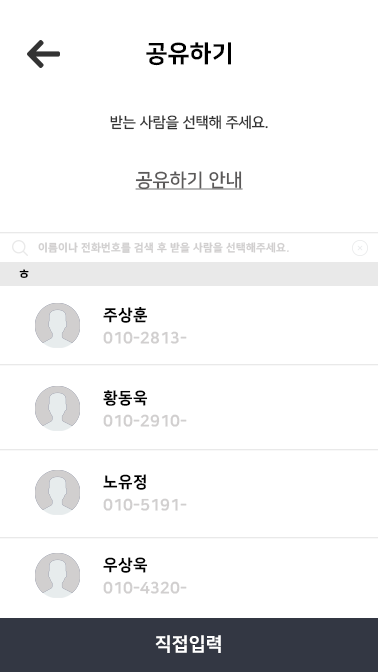 공유하기
받는 사람을 선택해 주세요.
공유하기 안내
이름이나 전화번호를 검색 후 받을 사람을 선택해주세요.
ㅎ
주상훈
010-2813-
황동욱
010-2910-
노유정
010-5191-
우상욱
010-4320-
직접입력